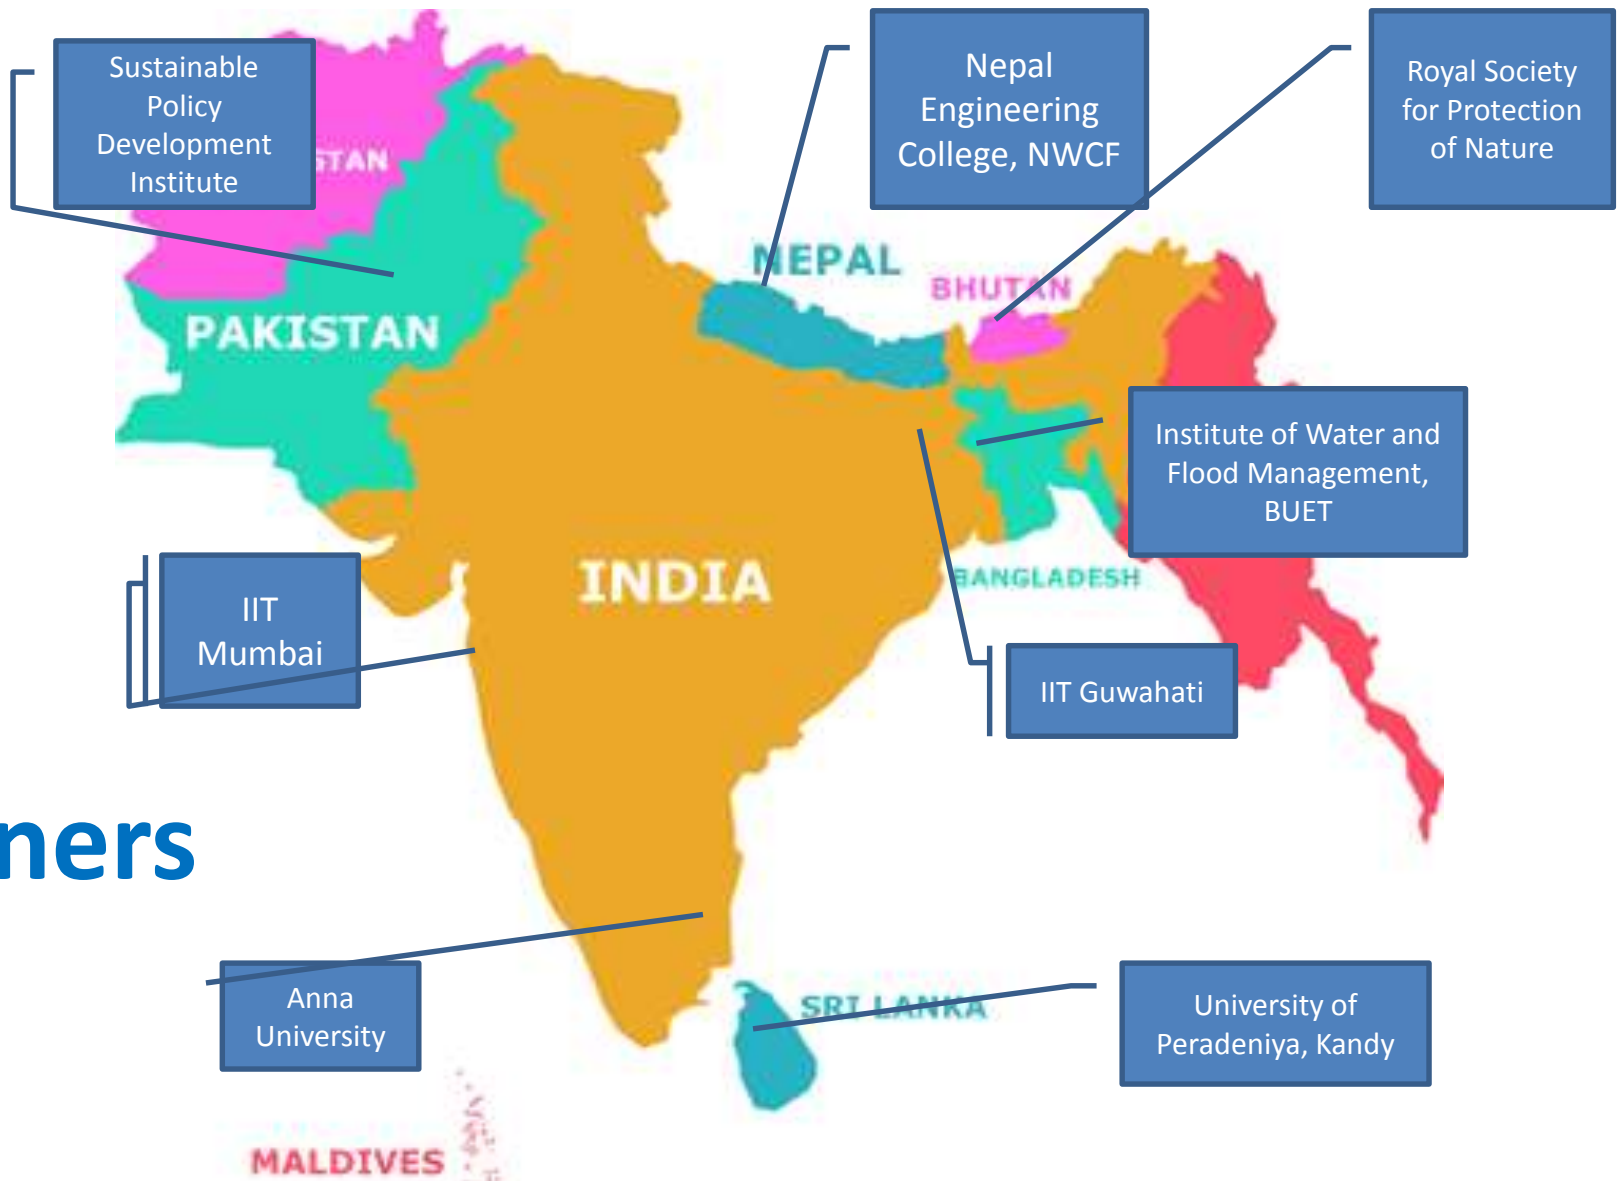 Sustainable
Policy
Development
Institute
Nepal
Engineering
College, NWCF
Royal Society
for Protection
of Nature
STAN
NEPAL
BHUTAN
PAKISTAN
Institute of Water and
Flood Management,
BUET
INDIA
BANGLADESH
IIT
Mumbai
IIT Guwahati
ners
Anna
University
SRI LANKA
University of
Peradeniya, Kandy
MALDIVES